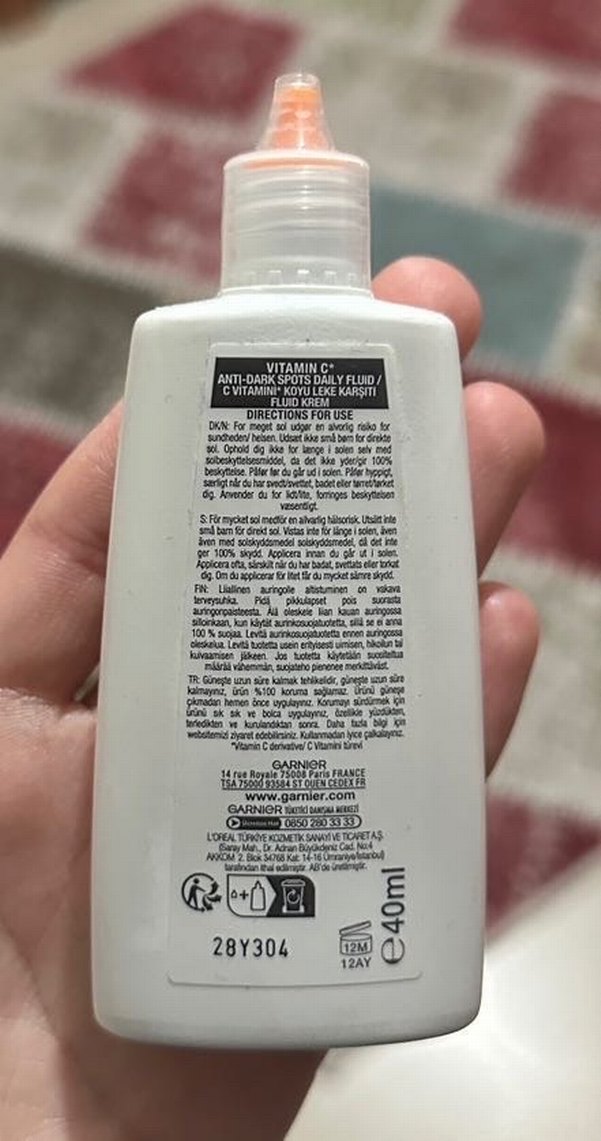 VITAMIN C*
ANTI-DARK SPOTS DAILY FLUID /
C VITAMINI* KOYU LEKE KARŞITI
FLUID KREM
DIRECTIONS FOR USE
DK/N: For meget sol udgør en alvorlig risiko for
sundheden/ helsen. Udsæt ikke små børn for direkte
sol. Ophold dig ikke for længe i solen selv med
solbeskyttelsesmiddel, da det ikke yder/gir 100%
beskyttelse. Påfør før du går ud i solen. Påfør hyppigt,
særligt når du har svedt/svettet, badet eller tørret/tørket
dig. Anvender du for lidt/lite, forringes beskyttelsen
væsentligt.
S: För mycket sol medför en allvarlig hälsorisk. Utsätt inte
små barn för direkt sol. Vistas inte för länge i solen, även
även med solskyddsmedel solskyddsmedel, då det inte
ger 100% skydd. Applicera innan du går ut i solen.
Applicera ofta, särskilt när du har badat, svettats eller torkat
dig. Om du applicerar för litet får du mycket sämre skydd.
FIN: Liiallinen auringolle altistuminen on vakava
terveysuhka. Pidä pikkulapset pois suorasta
auringonpaisteesta. Älä oleskele liian kauan auringossa
silloinkaan, kun käytät aurinkosuojatuotetta, sillä se ei anna
100 % suojaa. Levitä aurinkosuojatuotetta ennen auringossa
oleskelua. Levitä tuotetta usein erityisesti uimisen, hikoilun tai
kuivaamisen jälkeen. Jos tuotetta käytetään suositeltua
määrää vähemmän, suojateho pienenee merkittävästi.
TR: Güneşte uzun süre kalmak tehlikelidir, güneşte uzun süre
kalmayınız, ürün %100 koruma sağlamaz. Ürünü güneşe
çıkmadan hemen önce uygulayınız. Korumayı sürdürmek için
ürünü sık sık ve bolca uygulayınız, özellikle yüzdükten,
terledikten ve kurulandıktan sonra. Daha fazla bilgi için
websitemizi ziyaret edebilirsiniz. Kullanmadan iyice çalkalayınız.
*Vitamin C derivative/ C Vitamini türevi
GARNIER
14 rue Royale 75008 Paris FRANCE
TSA 75000 93584 ST OUEN CEDEX FR
www.garnier.com
GARNIER TÜKETİCİ DANIŞMA MERKEZİ
Ücretsiz Hat 0850 280 33 33
L'OREAL TÜRKİYE KOZMETİK SANAYİ VE TİCARET A.Ş.
(Saray Mah., Dr. Adnan Büyükdeniz Cad. No:4
AKKOM 2. Blok 34768 Kat: 14-16 Ümraniye/İstanbul)
tarafından ithal edilmiştir. AB'de üretilmiştir.
28Y304
12M
12AY
e40ml